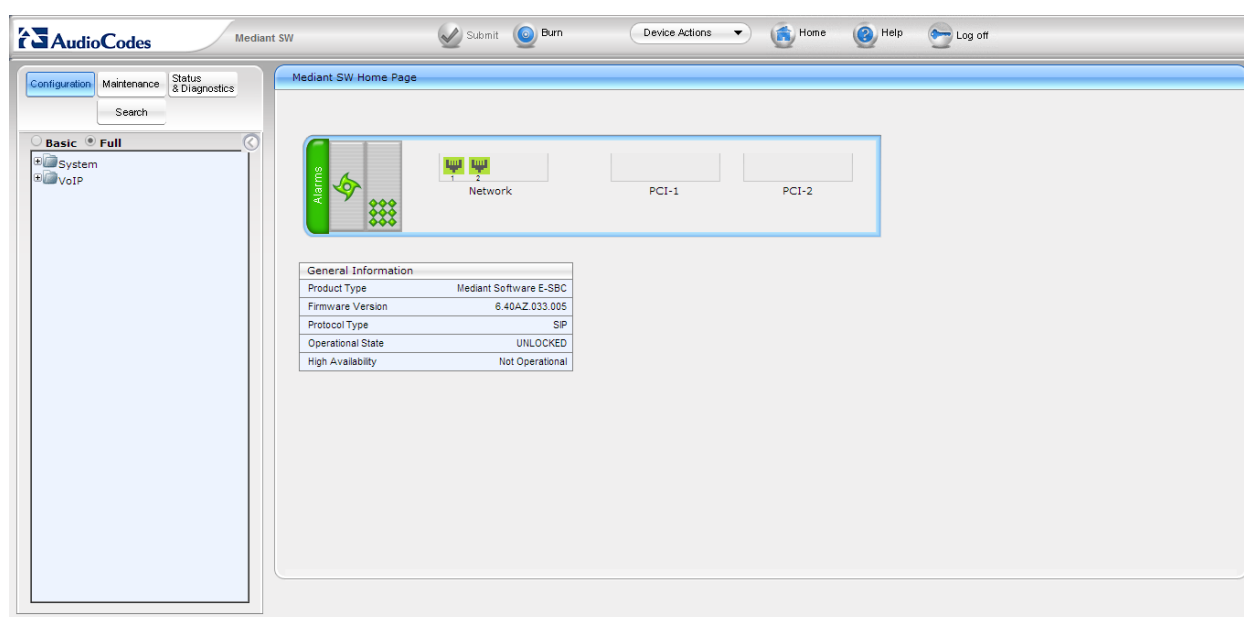 AudioCodes
Mediant SW
Submit
Burn
Device Actions
Home
Help
Log off
Configuration
Maintenance
Status
& Diagnostics
Search
Basic
Full
System
VoIP
Mediant SW Home Page
Alarms
1 2
Network
PCI-1
PCI-2
General Information
Product Type Mediant Software E-SBC
Firmware Version 6.40AZ.033.005
Protocol Type SIP
Operational State UNLOCKED
High Availability Not Operational